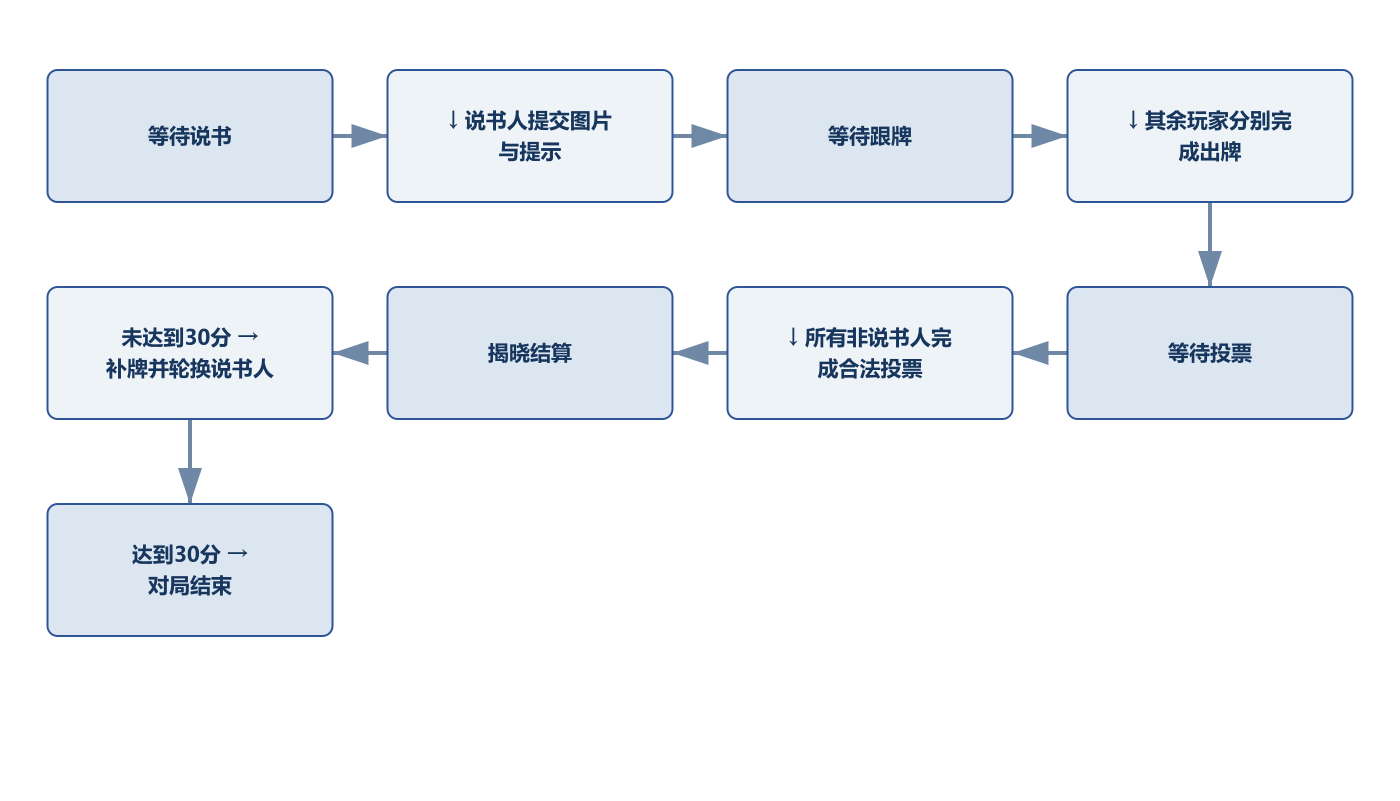 等待说书
↓ 说书人提交图片
与提示
等待跟牌
↓ 其余玩家分别完
成出牌
未达到30分 →
补牌并轮换说书人
揭晓结算
↓ 所有非说书人完
成合法投票
等待投票
达到30分 →
对局结束